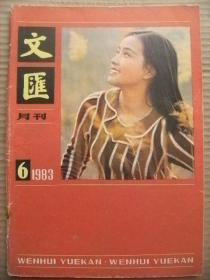 文
匯
月刊
6 1983
WENHUI YUEKAN · WENHUI YUEKAN